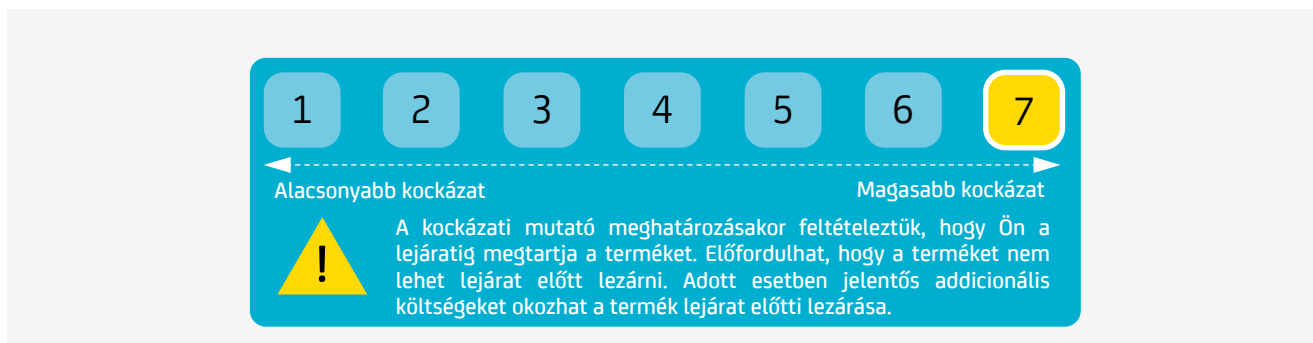 1 2 3 4 5 6 7
Alacsonyabb kockázat Magasabb kockázat
!
A kockázati mutató meghatározásakor feltételeztük, hogy Ön a
lejáratig megtartja a terméket. Előfordulhat, hogy a terméket nem
lehet lejárat előtt lezárni. Adott esetben jelentős addicionális
költségeket okozhat a termék lejárat előtti lezárása.